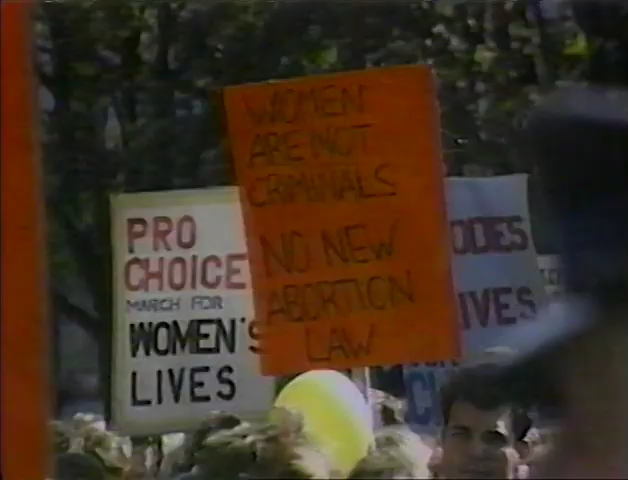 WOMEN
ARE NOT
CRIMINALS
NO NEW
ABORTION
LAW
PRO
CHOICE
MARCH FOR
WOMEN'S
LIVES
ODIES
IVES